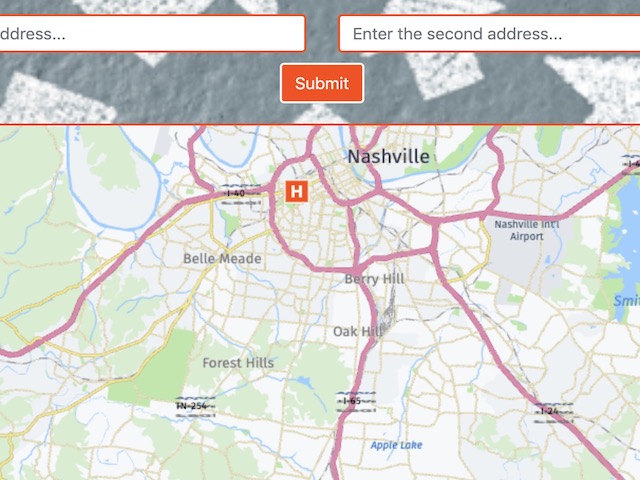 ddress...
Enter the second address...
Submit
Nashville
I-4
I-40
H
Nashville Int'l
Airport
Belle Meade
Berry Hill
Smi
Oak Hill
Forest Hills
TN-254
I-65
I-24
Apple Lake